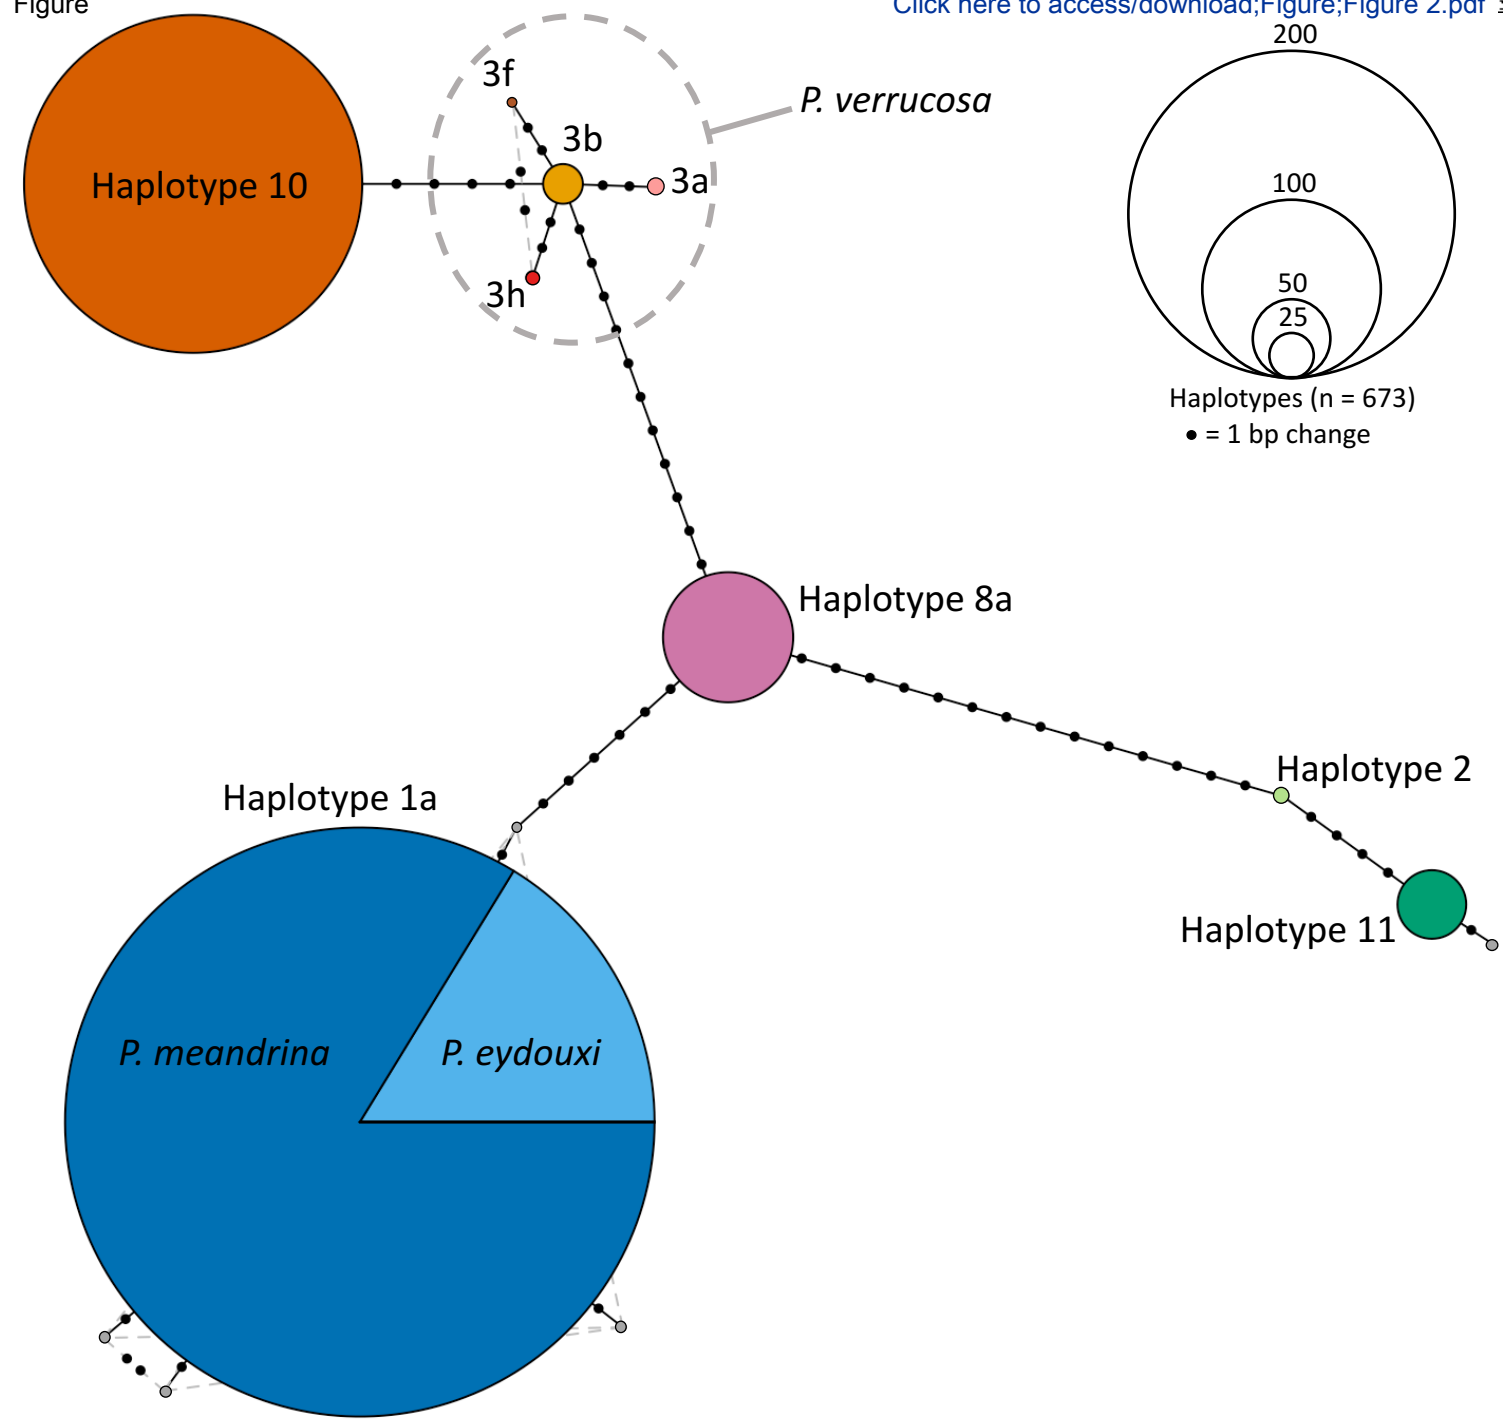 Figure
Click here to access/download;Figure;Figure 2.pdf
200
3f
P. verrucosa
3b
Haplotype 10
3a
100
3h
50
25
Haplotypes (n = 673)
● = 1 bp change
Haplotype 8a
Haplotype 2
Haplotype 1a
Haplotype 11
P. meandrina
P. eydouxi